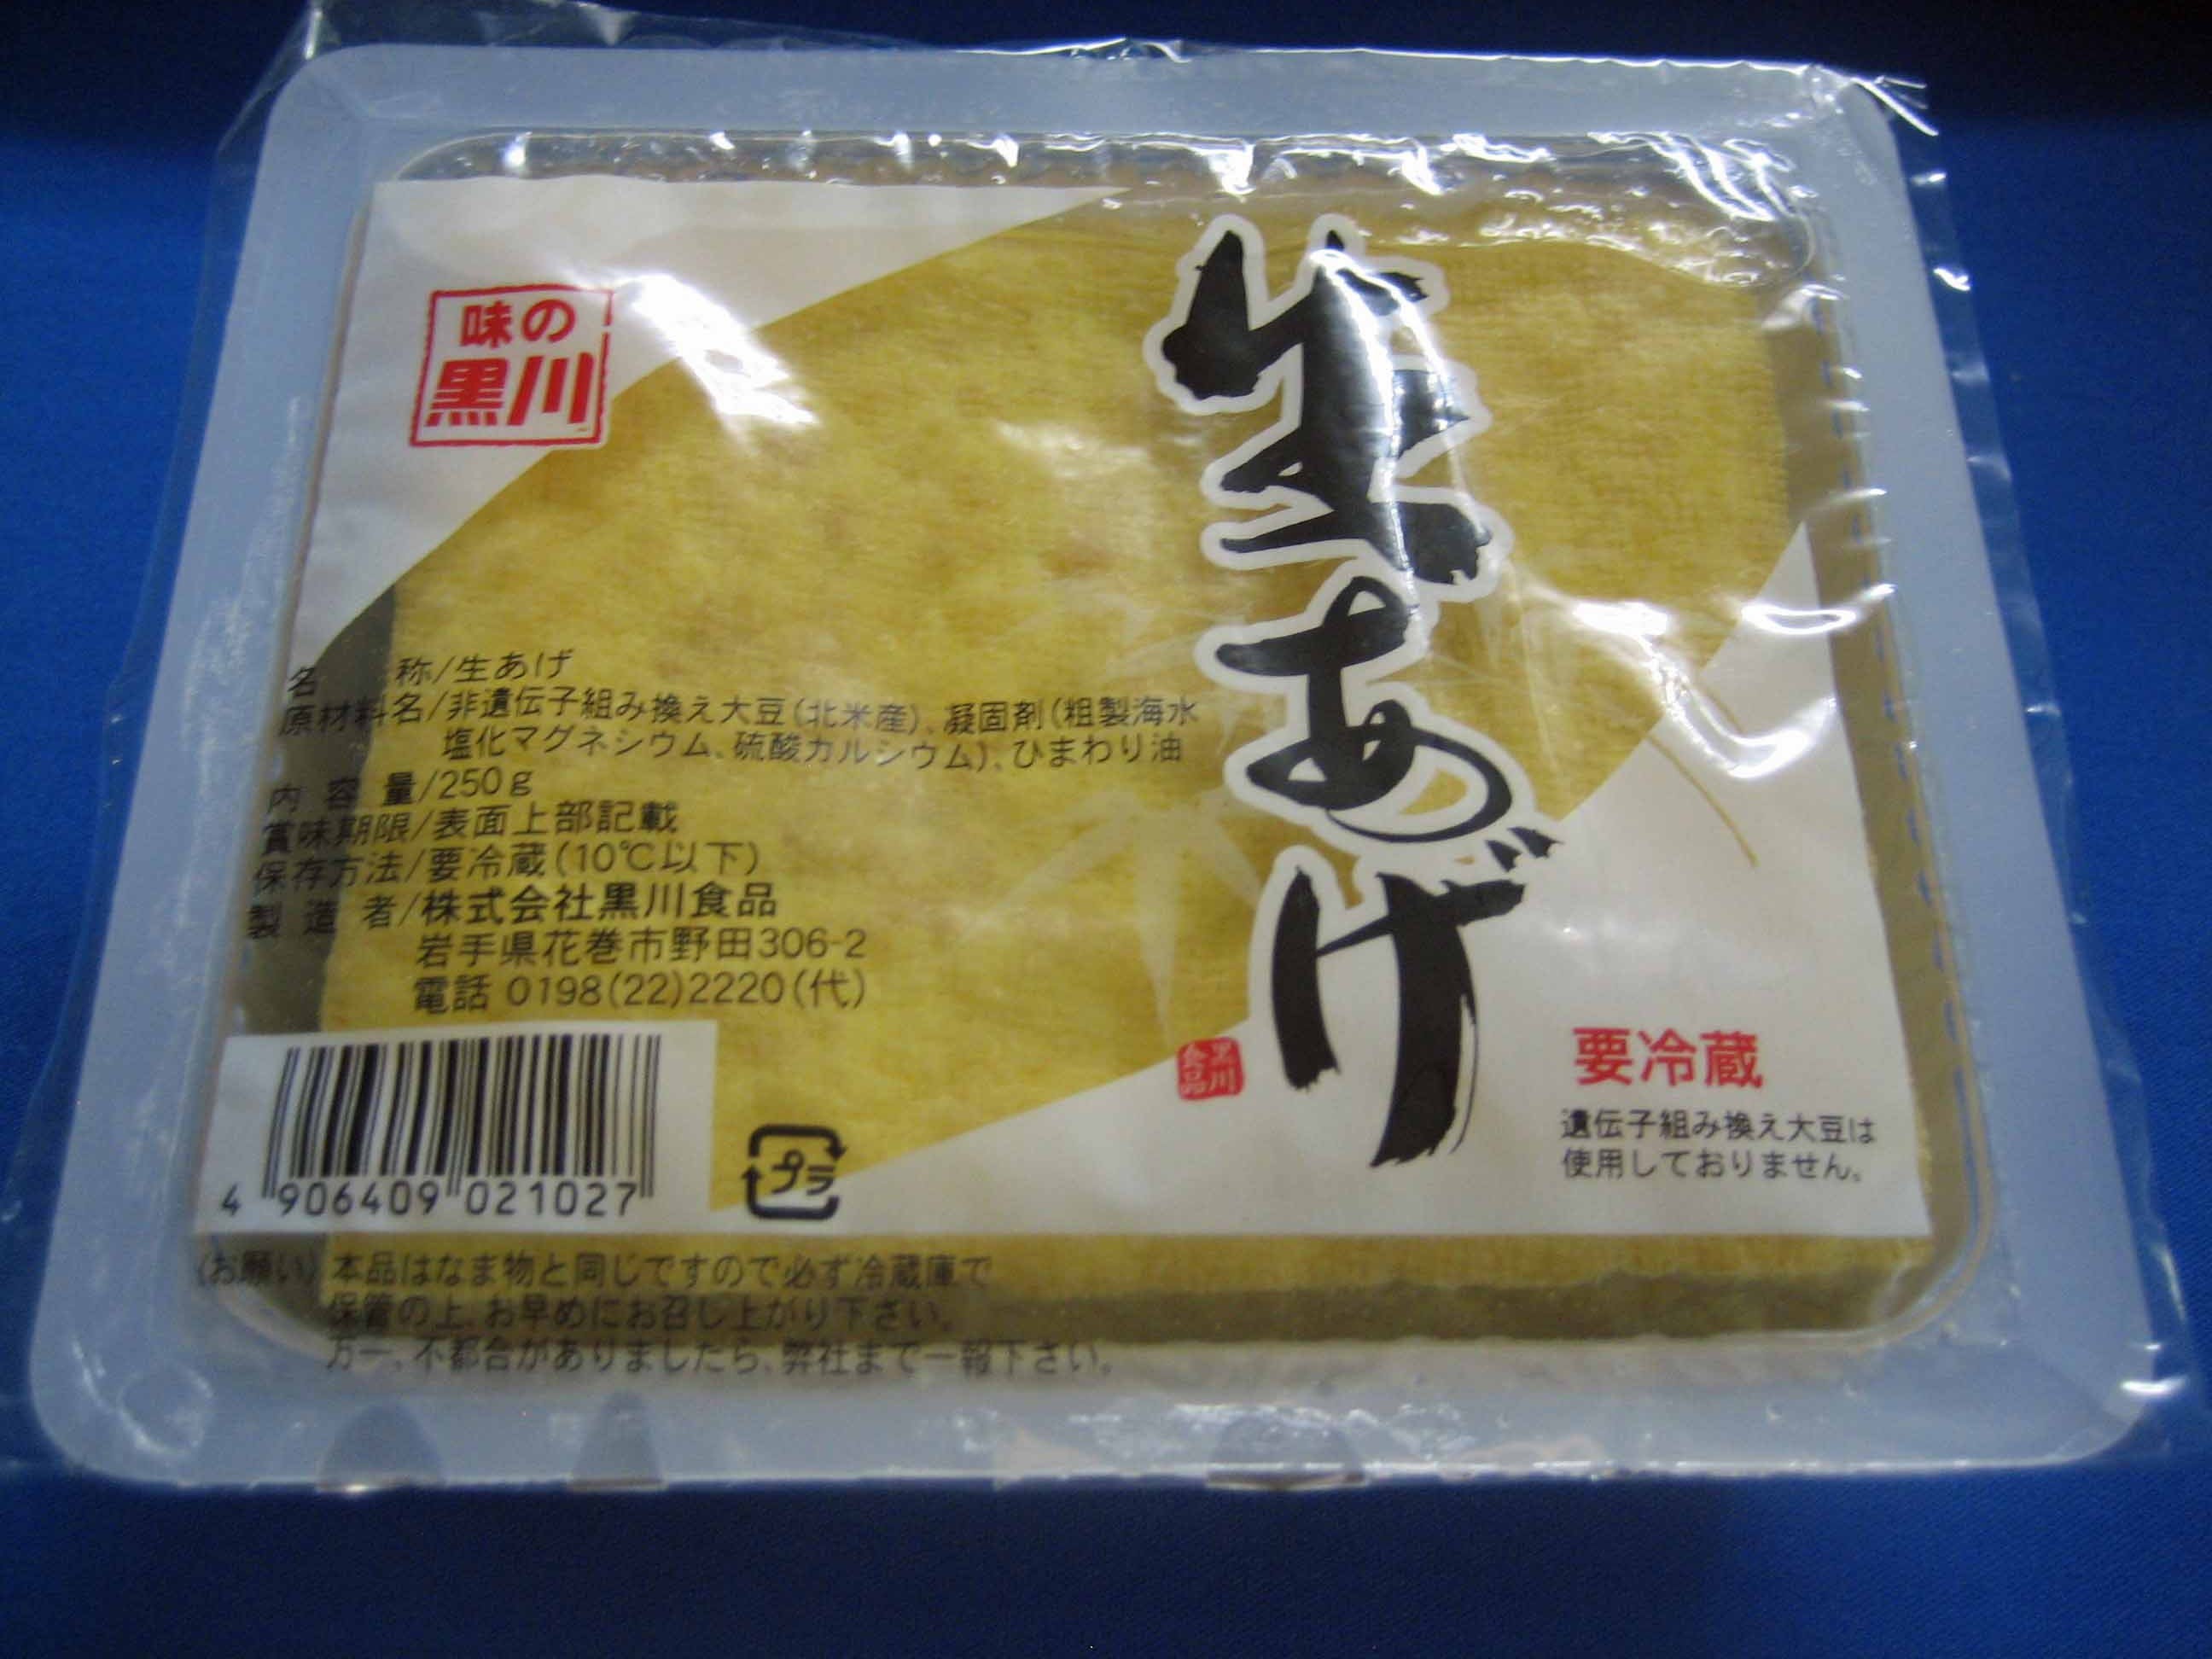 味の
黒川
生あげ
名称/生あげ
原材料名/非遺伝子組み換え大豆(北米産)、凝固剤(粗製海水
塩化マグネシウム、硫酸カルシウム)、ひまわり油
内容量/250g
賞味期限/表面上部記載
保存方法/要冷蔵(10℃以下)
製造者/株式会社黒川食品
岩手県花巻市野田306-2
電話 0198(22)2220(代)
4 906409 021027
プラ
黒川
食品
要冷蔵
遺伝子組み換え大豆は
使用しておりません。
(お願い) 本品はなま物と同じですので必ず冷蔵庫で
保管の上、お早めにお召し上がり下さい。
万一、不都合がありましたら、弊社まで一報下さい。